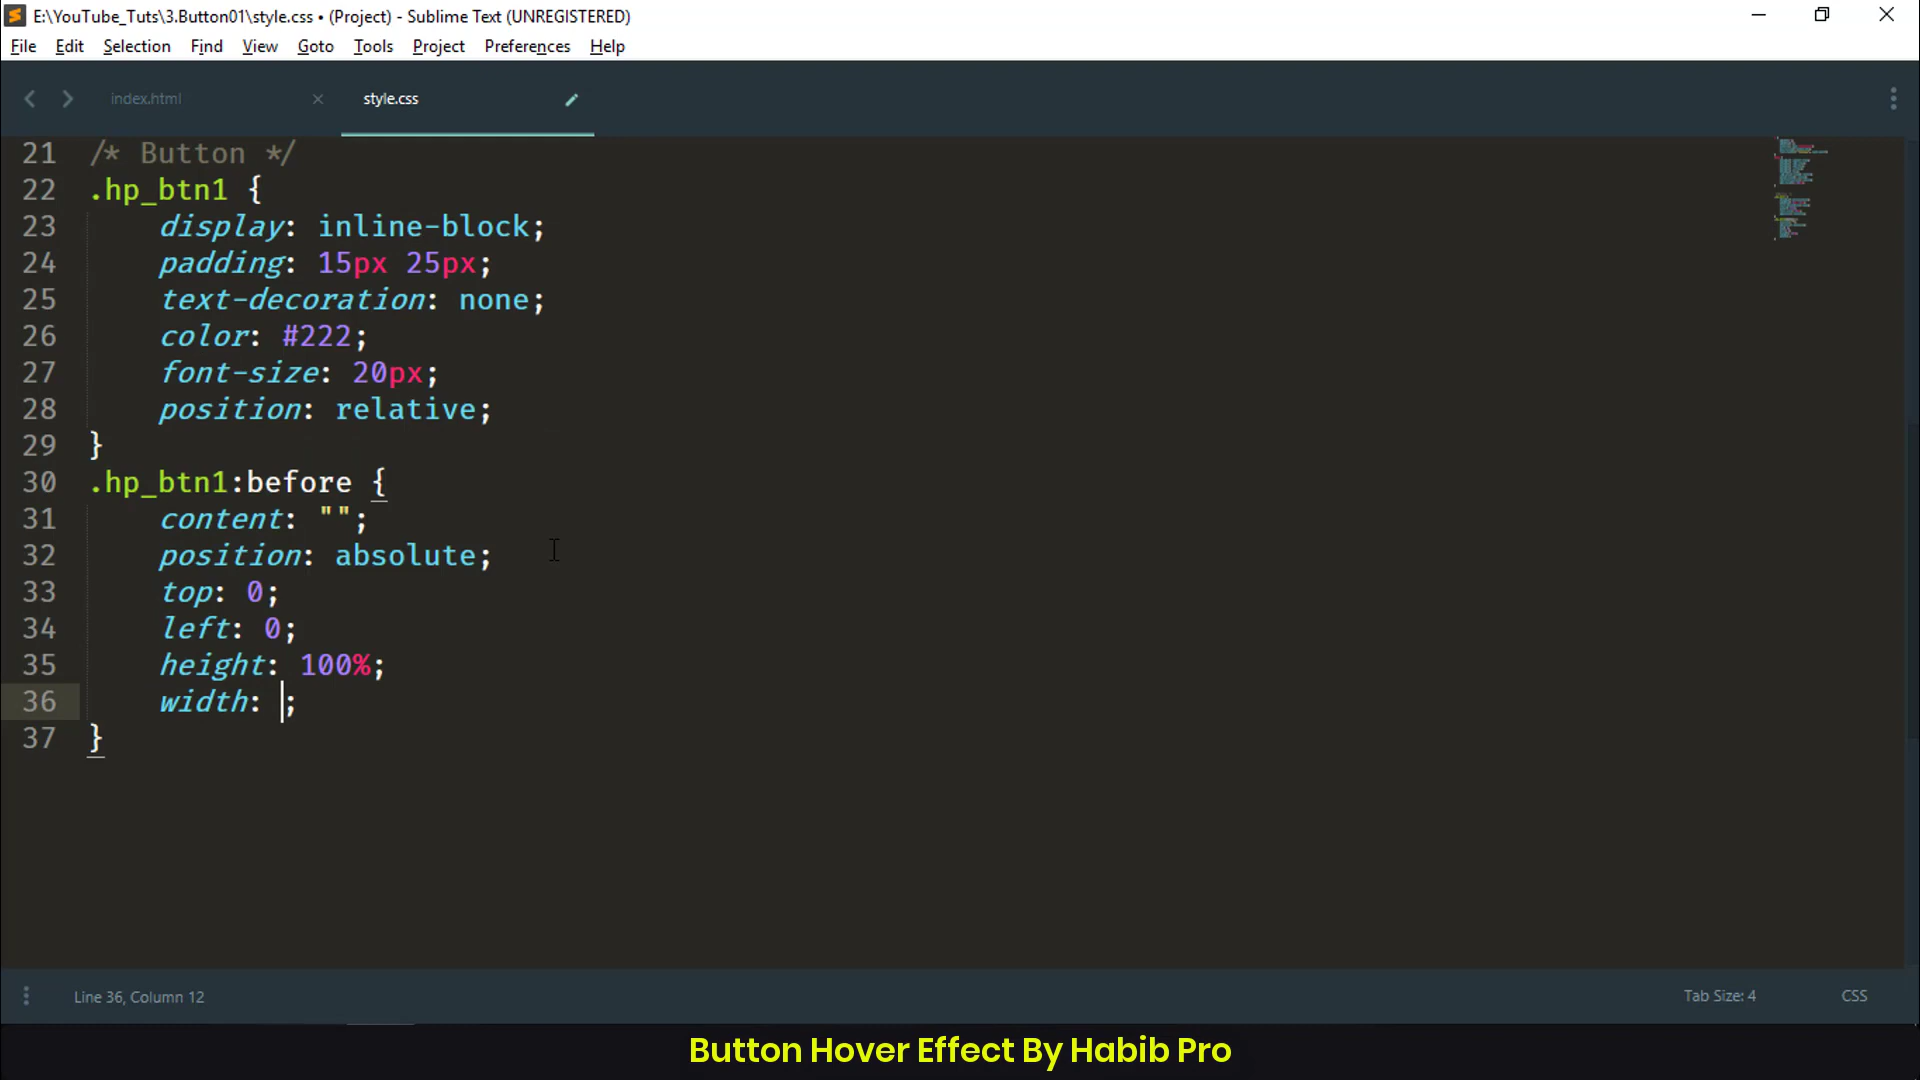 E:\YouTube_Tuts\3.Button01\style.css • (Project) - Sublime Text (UNREGISTERED)
File Edit Selection Find View Goto Tools Project Preferences Help
index.html style.css
21 /* Button */
22 .hp_btn1 {
23 display: inline-block;
24 padding: 15px 25px;
25 text-decoration: none;
26 color: #222;
27 font-size: 20px;
28 position: relative;
29 }
30 .hp_btn1:before {
31 content: "";
32 position: absolute;
33 top: 0;
34 left: 0;
35 height: 100%;
36 width: ;
37 }
Line 36, Column 12 Tab Size: 4 CSS
Button Hover Effect By Habib Pro